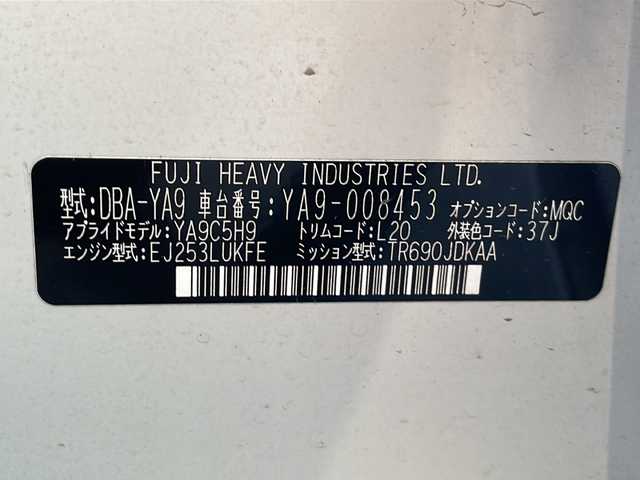 FUJI HEAVY INDUSTRIES LTD.
型式:DBA-YA9 車台番号:YA9-008453 オプションコード:MQC
アプライドモデル:YA9C5H9 トリムコード:L20 外装色コード:37J
エンジン型式:EJ253LUKFE ミッション型式:TR690JDKAA